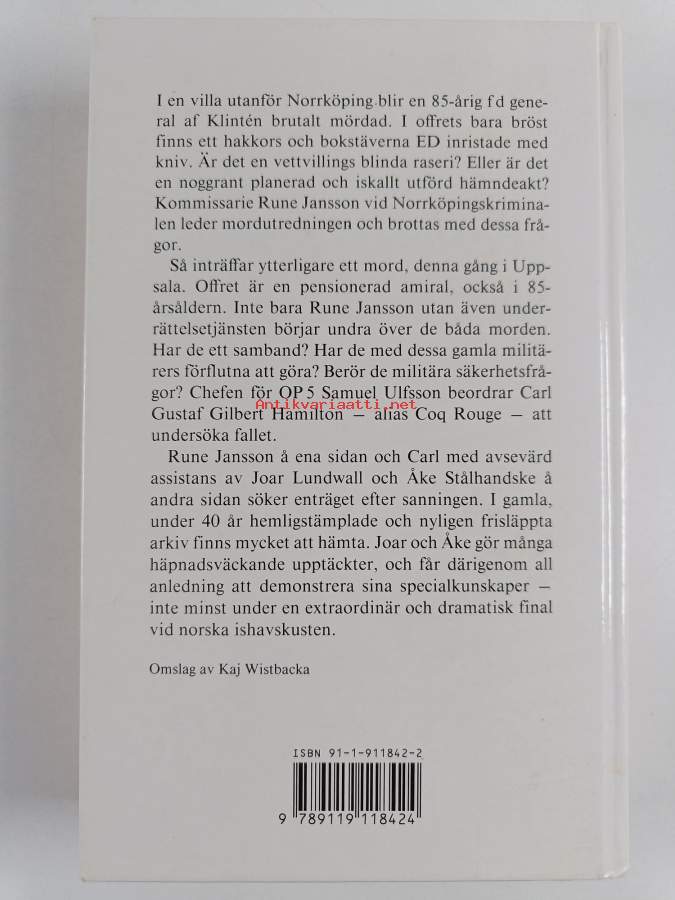 I en villa utanför Norrköping blir en 85-årig f d gene-
ral af Klintén brutalt mördad. I offrets bara bröst
finns ett hakkors och bokstäverna ED inristade med
kniv. Är det en vettvillings blinda raseri? Eller är det
en noggrant planerad och iskallt utförd hämndeakt?
Kommissarie Rune Jansson vid Norrköpingskrimina-
len leder mordutredningen och brottas med dessa frå-
gor.
Så inträffar ytterligare ett mord, denna gång i Upp-
sala. Offret är en pensionerad amiral, också i 85-
årsåldern. Inte bara Rune Jansson utan även under-
rättelsetjänsten börjar undra över de båda morden.
Har de ett samband? Har de med dessa gamla militä-
rers förflutna att göra? Berör de militära säkerhetsfrå-
gor? Chefen för OP 5 Samuel Ulfsson beordrar Carl
Antikvariaatti.net
Gustaf Gilbert Hamilton – alias Coq Rouge – att
undersöka fallet.
Rune Jansson å ena sidan och Carl med avsevärd
assistans av Joar Lundwall och Åke Stålhandske å
andra sidan söker enträget efter sanningen. I gamla,
under 40 år hemligstämplade och nyligen frisläppta
arkiv finns mycket att hämta. Joar och Åke gör många
häpnadsväckande upptäckter, och får därigenom all
anledning att demonstrera sina specialkunskaper –
inte minst under en extraordinär och dramatisk final
vid norska ishavskusten.
Omslag av Kaj Wistbacka
ISBN 91-1-911842-2
9 789119 118424